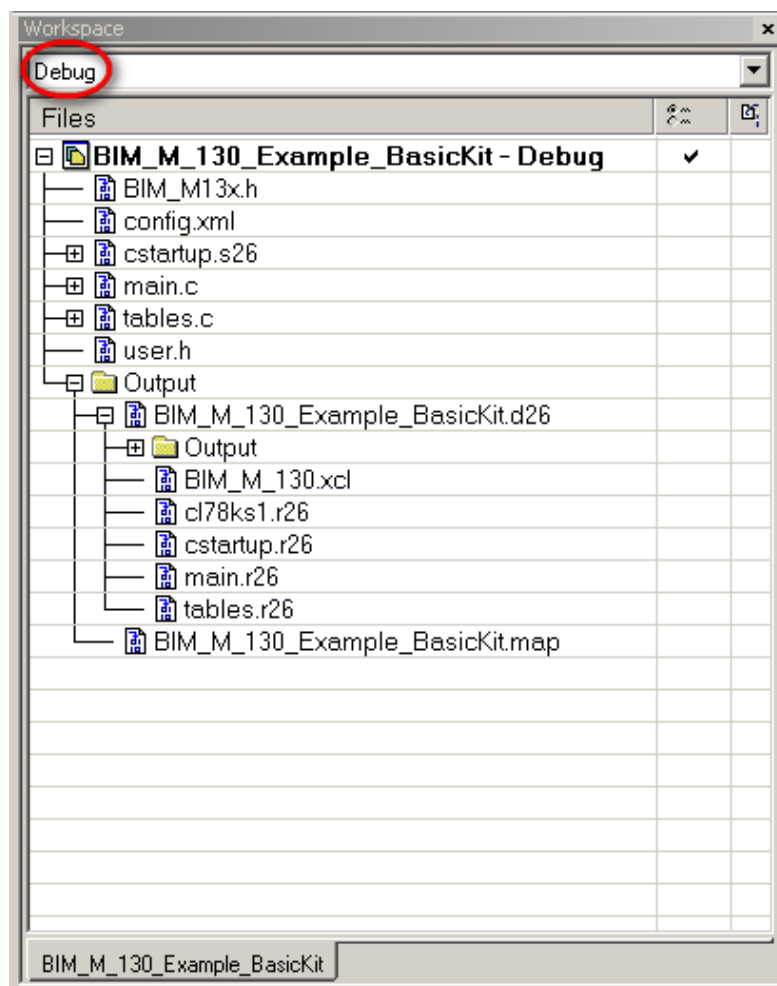 Workspace
Debug
Files
BIM_M_130_Example_BasicKit - Debug
BIM_M13x.h
config.xml
cstartup.s26
main.c
tables.c
user.h
Output
BIM_M_130_Example_BasicKit.d26
Output
BIM_M_130.xcl
cl78ks1.r26
cstartup.r26
main.r26
tables.r26
BIM_M_130_Example_BasicKit.map
BIM_M_130_Example_BasicKit